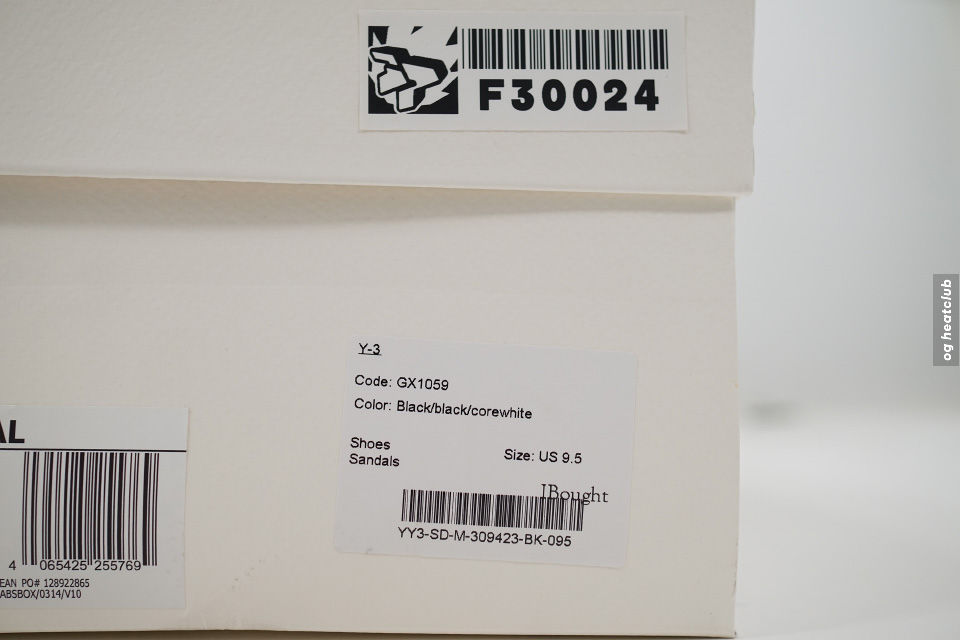 F30024
Y-3
Code: GX1059
Color: Black/black/corewhite
Shoes
Sandals
Size: US 9.5
IBought
YY3-SD-M-309423-BK-095
AL
4 065425 255769
EAN PO# 128922865
ABSBOX/0314/V10
og heatclub